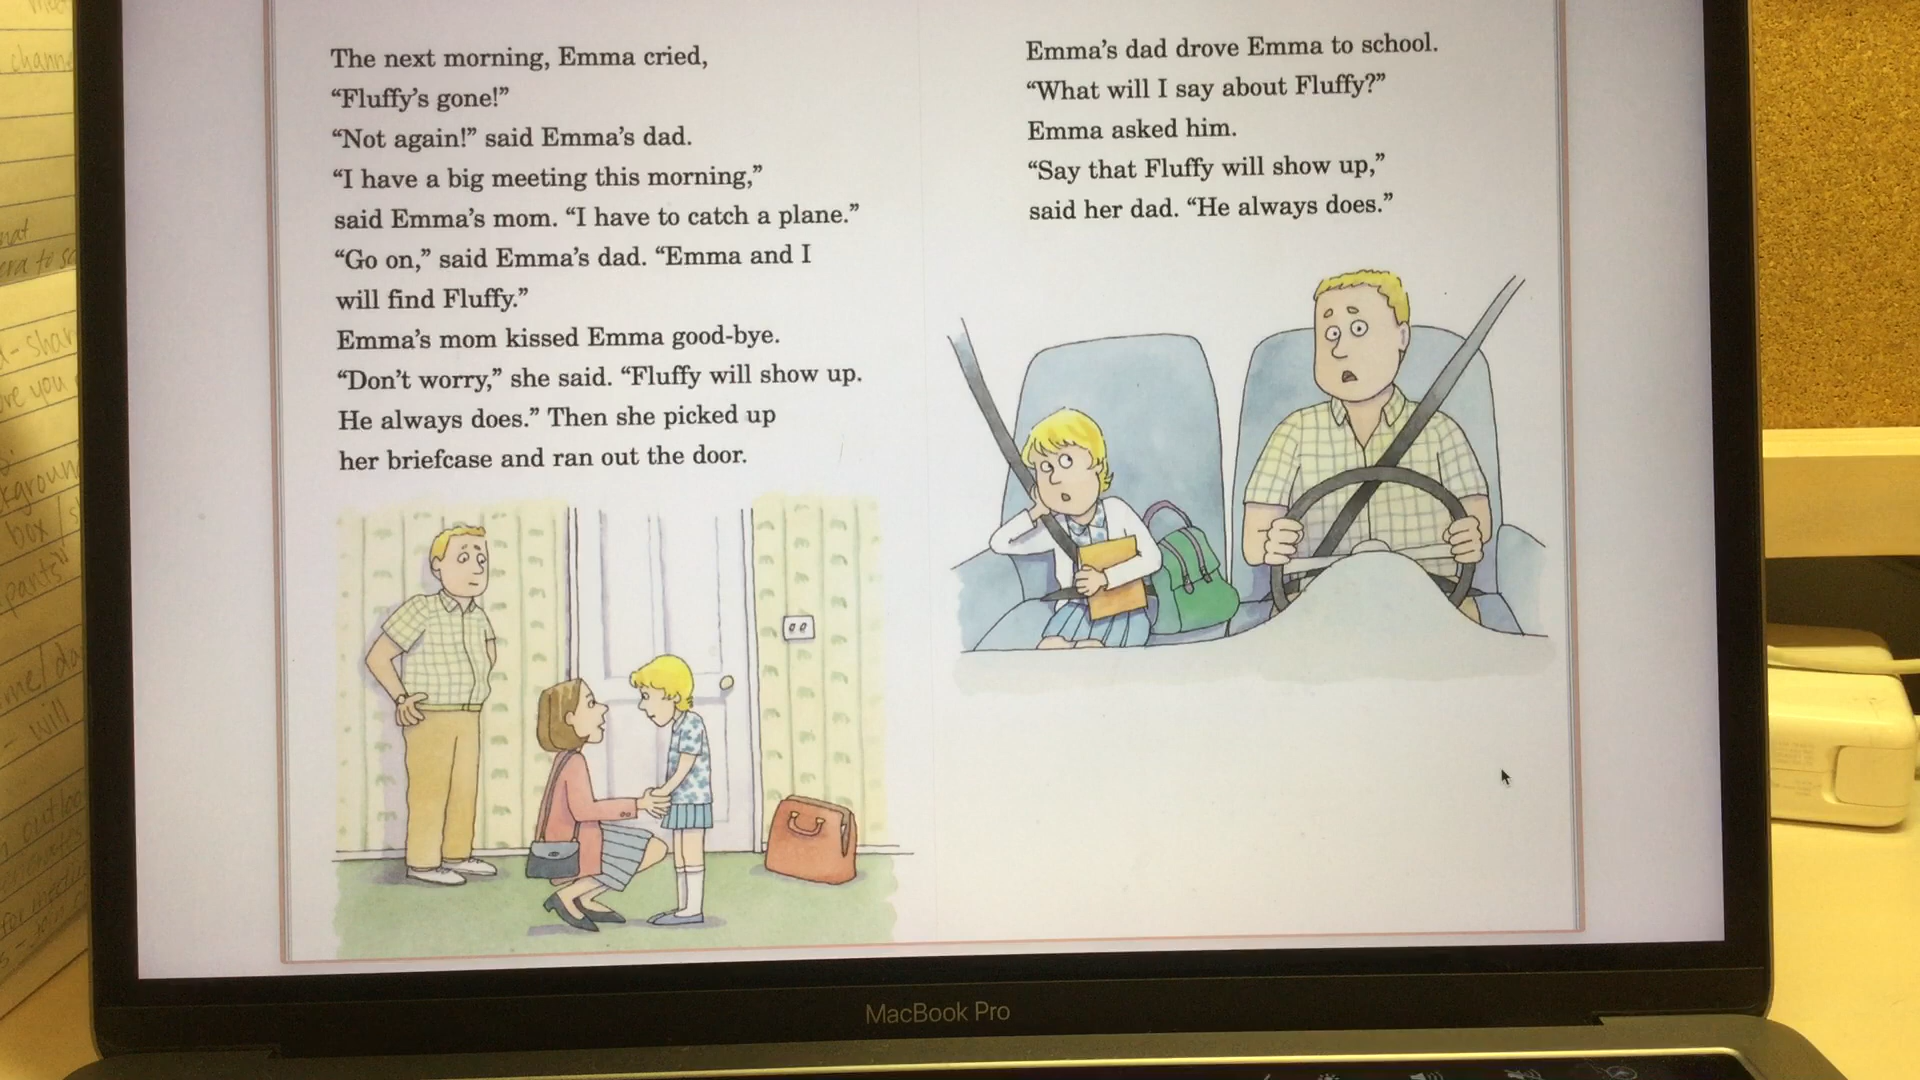 The next morning, Emma cried,
“Fluffy’s gone!”
“Not again!” said Emma’s dad.
“I have a big meeting this morning,”
said Emma’s mom. “I have to catch a plane.”
“Go on,” said Emma’s dad. “Emma and I
will find Fluffy.”
Emma’s mom kissed Emma good-bye.
“Don’t worry,” she said. “Fluffy will show up.
He always does.” Then she picked up
her briefcase and ran out the door.
Emma’s dad drove Emma to school.
“What will I say about Fluffy?”
Emma asked him.
“Say that Fluffy will show up,”
said her dad. “He always does.”
MacBook Pro